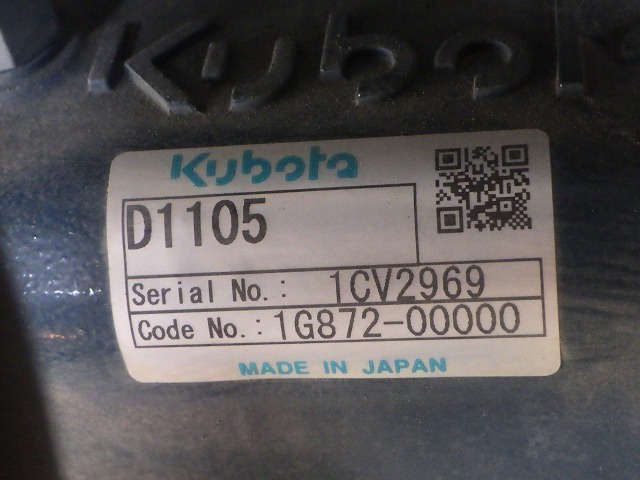 Kubota
Kubota
D1105
Serial No.: 1CV2969
Code No.: 1G872-00000
MADE IN JAPAN